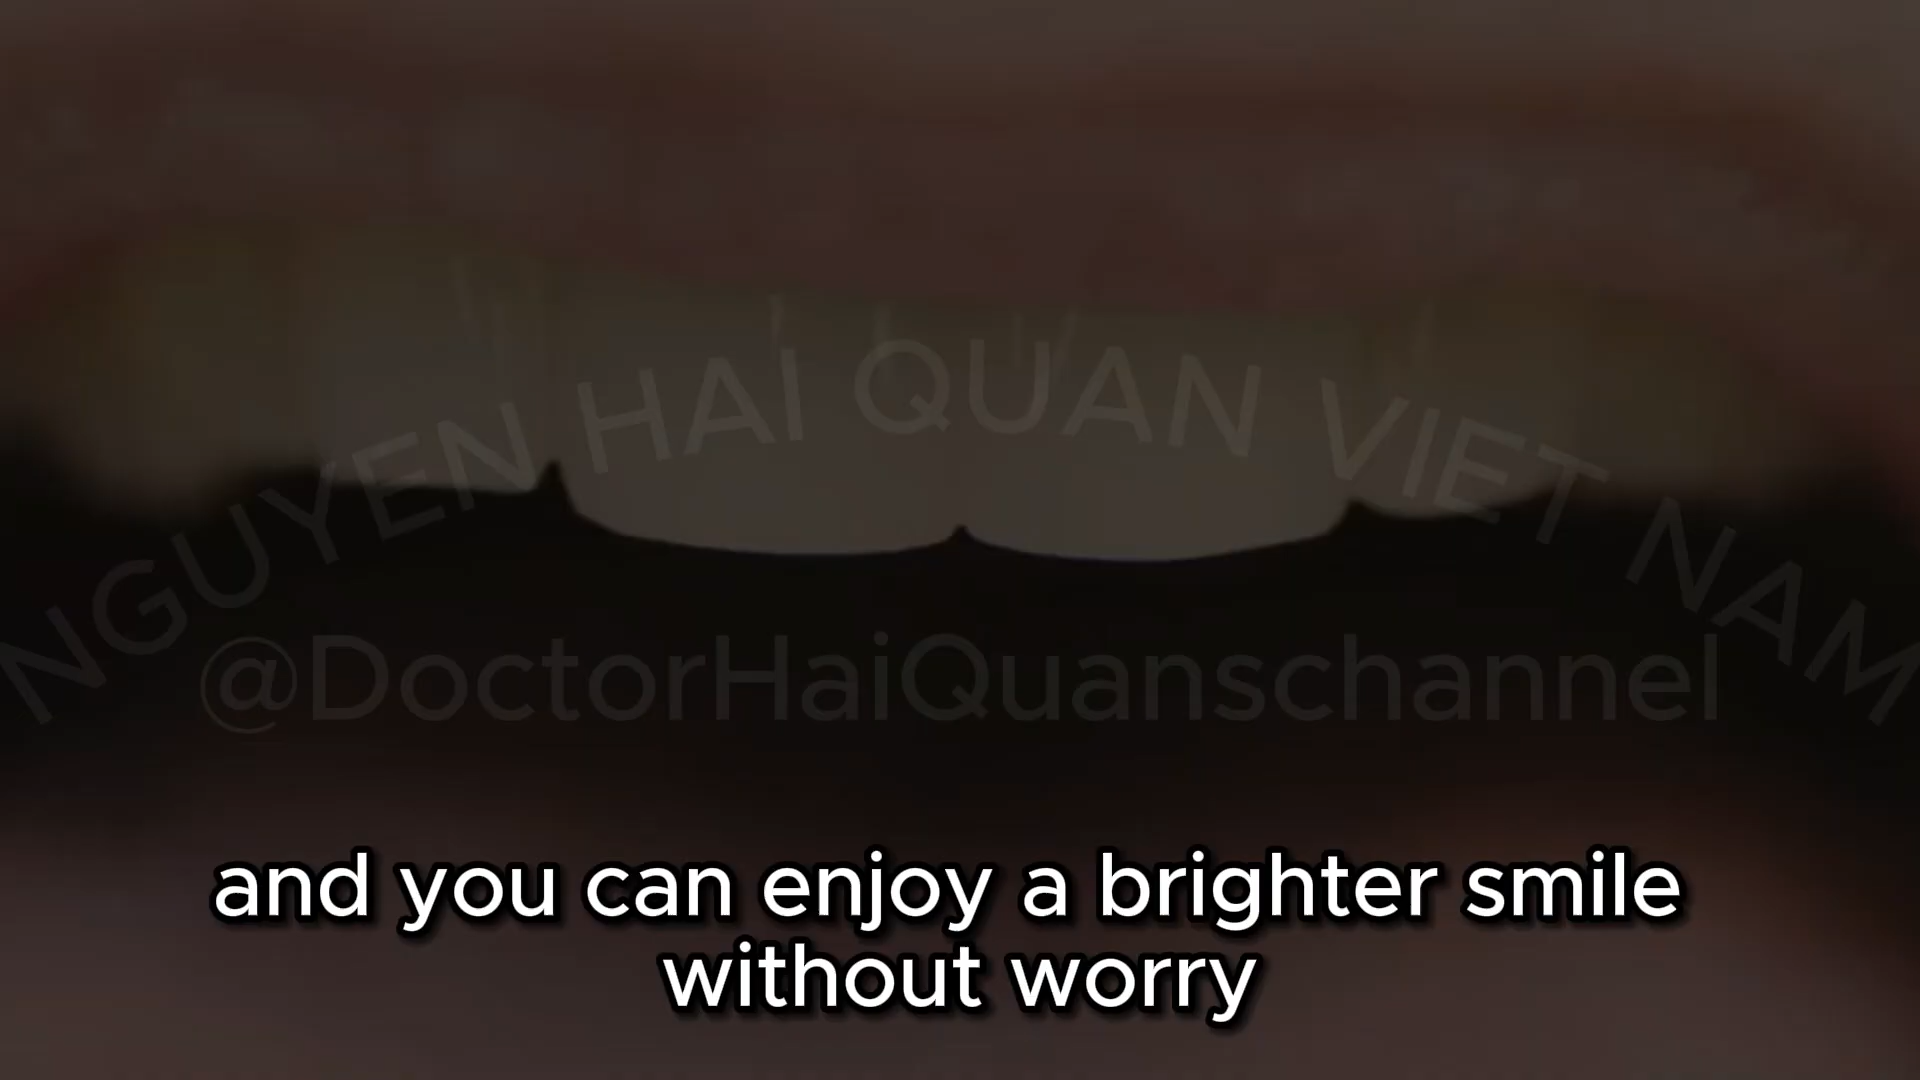 NGUYEN HAI QUAN VIET NAM
@DoctorHaiQuanschannel
and you can enjoy a brighter smile
without worry